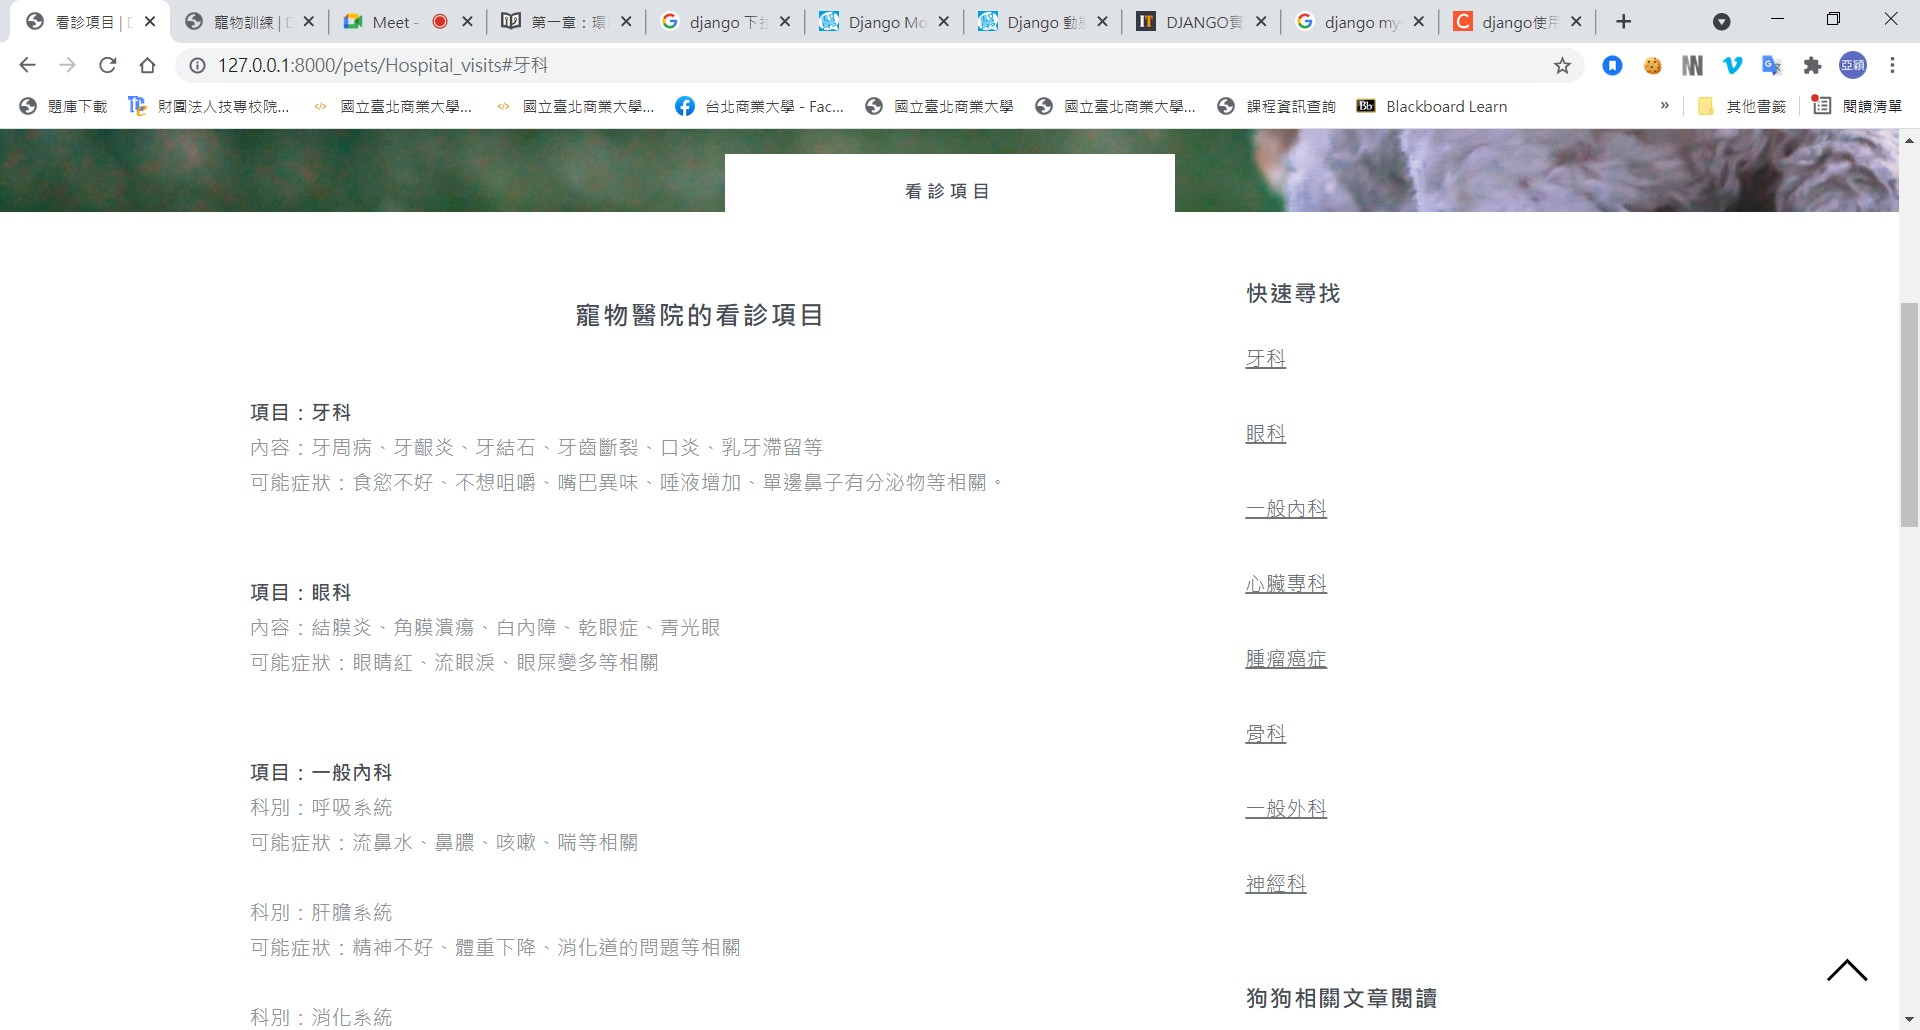 看診項目 | D
寵物訓練 | D
Meet -
第一章：環
django 下拉
Django Mo
Django 動態
DJANGO實
django my
django使用
127.0.0.1:8000/pets/Hospital_visits#牙科
亞穎
題庫下載
財團法人技專校院...
國立臺北商業大學...
國立臺北商業大學...
台北商業大學 - Fac...
國立臺北商業大學
國立臺北商業大學...
課程資訊查詢
Bb
Blackboard Learn
»
其他書籤
閱讀清單
看診項目
寵物醫院的看診項目
項目：牙科
內容：牙周病、牙齦炎、牙結石、牙齒斷裂、口炎、乳牙滯留等
可能症狀：食慾不好、不想咀嚼、嘴巴異味、唾液增加、單邊鼻子有分泌物等相關。
項目：眼科
內容：結膜炎、角膜潰瘍、白內障、乾眼症、青光眼
可能症狀：眼睛紅、流眼淚、眼屎變多等相關
項目：一般內科
科別：呼吸系統
可能症狀：流鼻水、鼻膿、咳嗽、喘等相關
科別：肝膽系統
可能症狀：精神不好、體重下降、消化道的問題等相關
科別：消化系統
快速尋找
牙科
眼科
一般內科
心臟專科
腫瘤癌症
骨科
一般外科
神經科
狗狗相關文章閱讀